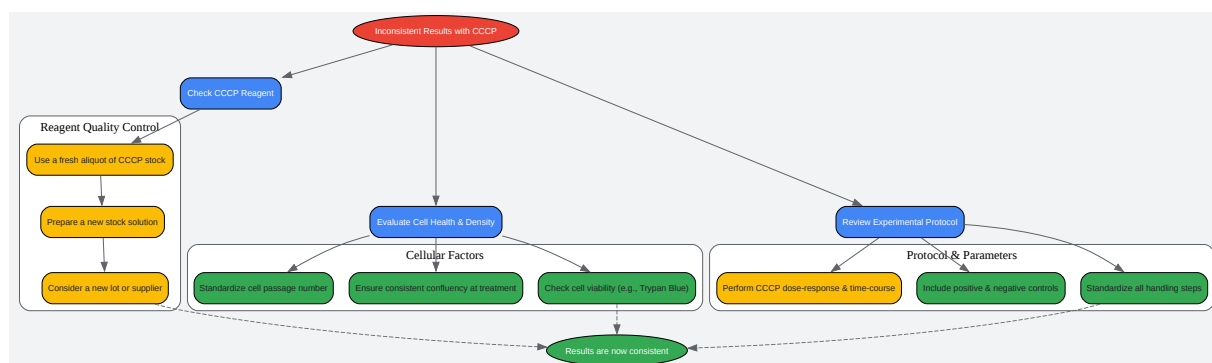 Inconsistent Results with CCCP
Check CCCP Reagent
Reagent Quality Control
Use a fresh aliquot of CCCP stock
Prepare a new stock solution
Consider a new lot or supplier
Evaluate Cell Health & Density
Cellular Factors
Standardize cell passage number
Ensure consistent confluency at treatment
Check cell viability (e.g., Trypan Blue)
Review Experimental Protocol
Protocol & Parameters
Perform CCCP dose-response & time-course
Include positive & negative controls
Standardize all handling steps
Results are now consistent